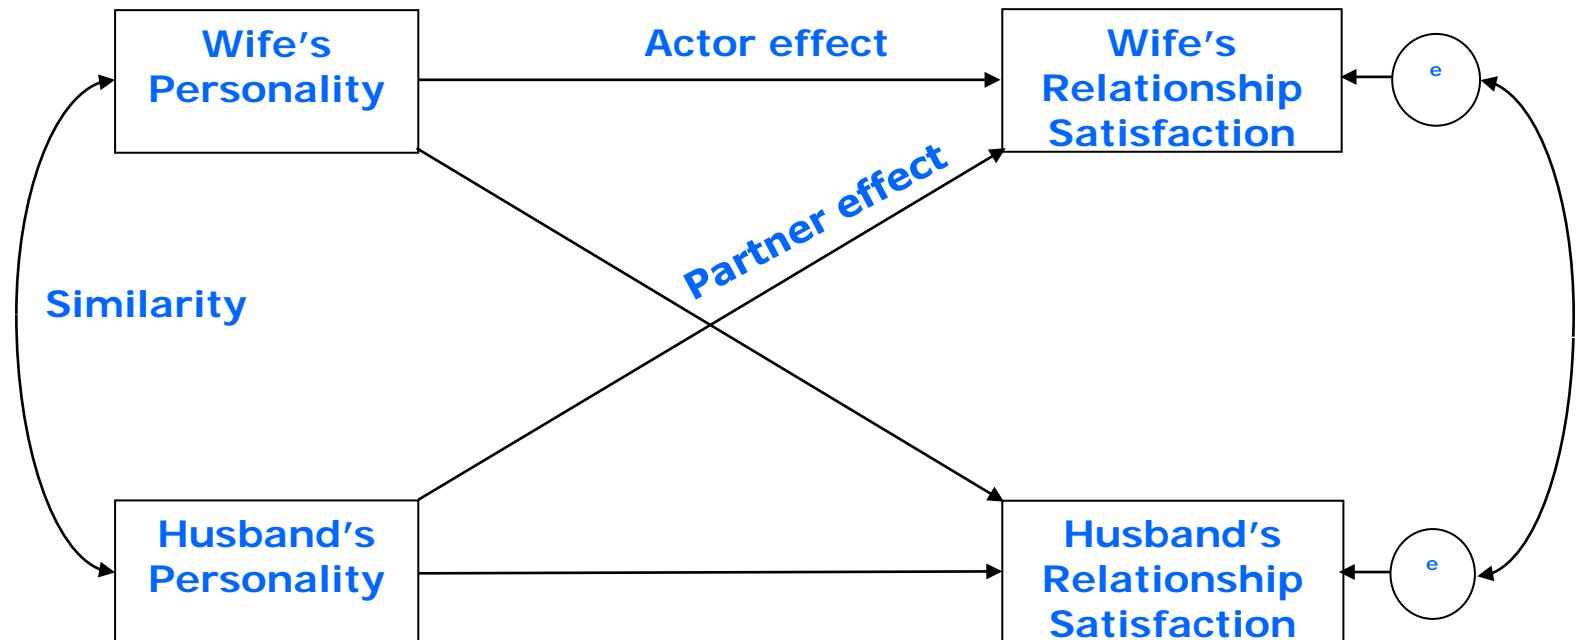 Wife’s
Personality
Actor effect
Wife’s
Relationship
Satisfaction
e
Partner effect
Similarity
Husband’s
Personality
Husband’s
Relationship
Satisfaction
e